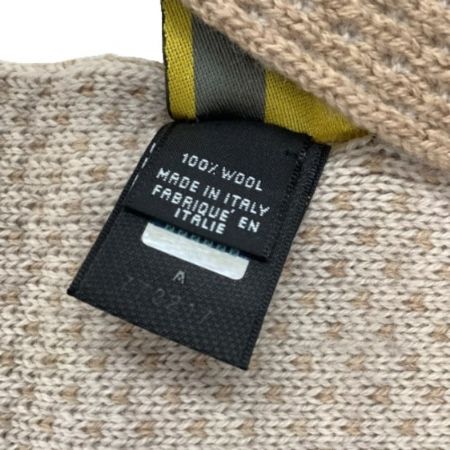 100% WOOL
MADE IN ITALY
FABRIQUE' EN
ITALIE
A